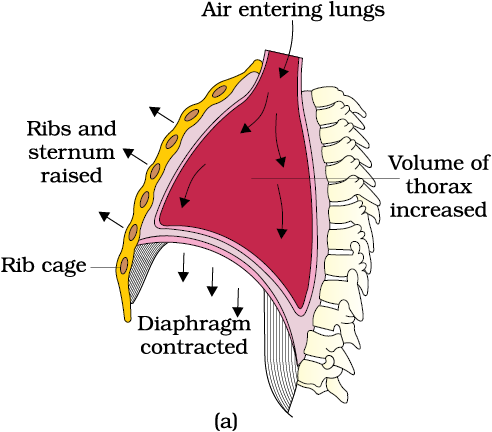 Air entering lungs
Ribs and
sternum
raised
Volume of
thorax
increased
Rib cage
Diaphragm
contracted
(a)